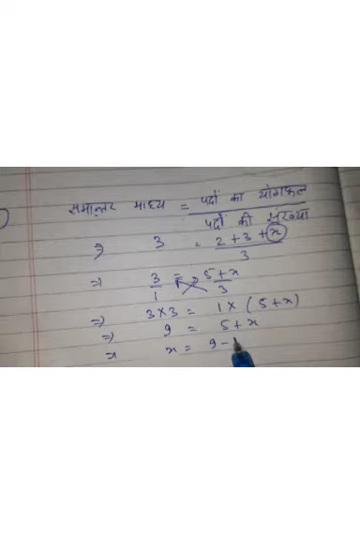 समान्तर माध्य = पदों का योगफल / पदों की संख्या
⇒ 3 = 2 + 3 + x / 3
⇒ 3/1 = 5 + x / 3
⇒ 3 × 3 = 1 × (5 + x)
⇒ 9 = 5 + x
⇒ x = 9 -